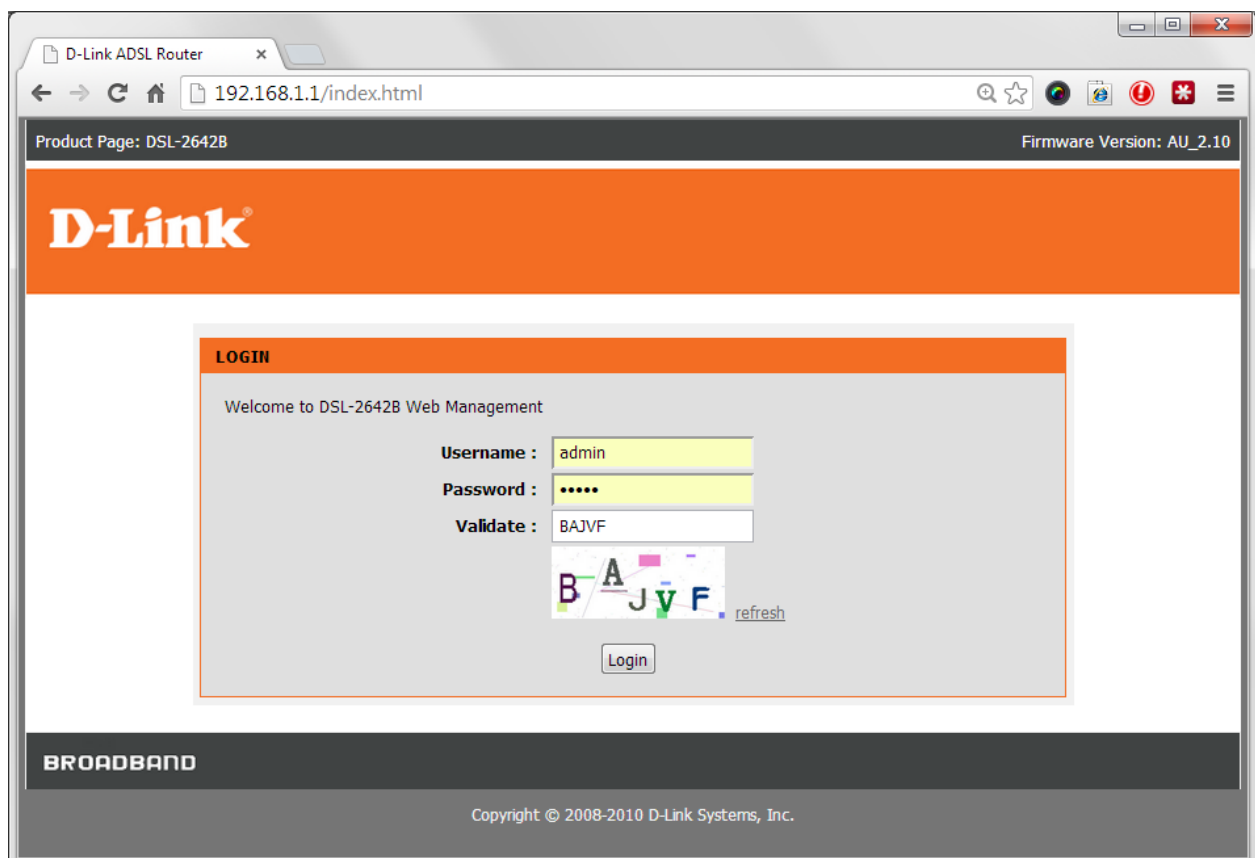 D-Link ADSL Router
192.168.1.1/index.html
Product Page: DSL-2642B Firmware Version: AU_2.10
D-Link®
LOGIN
Welcome to DSL-2642B Web Management
Username : admin
Password : •••••
Validate : BAJVF
B A J V F refresh
Login
BROADBAND
Copyright © 2008-2010 D-Link Systems, Inc.